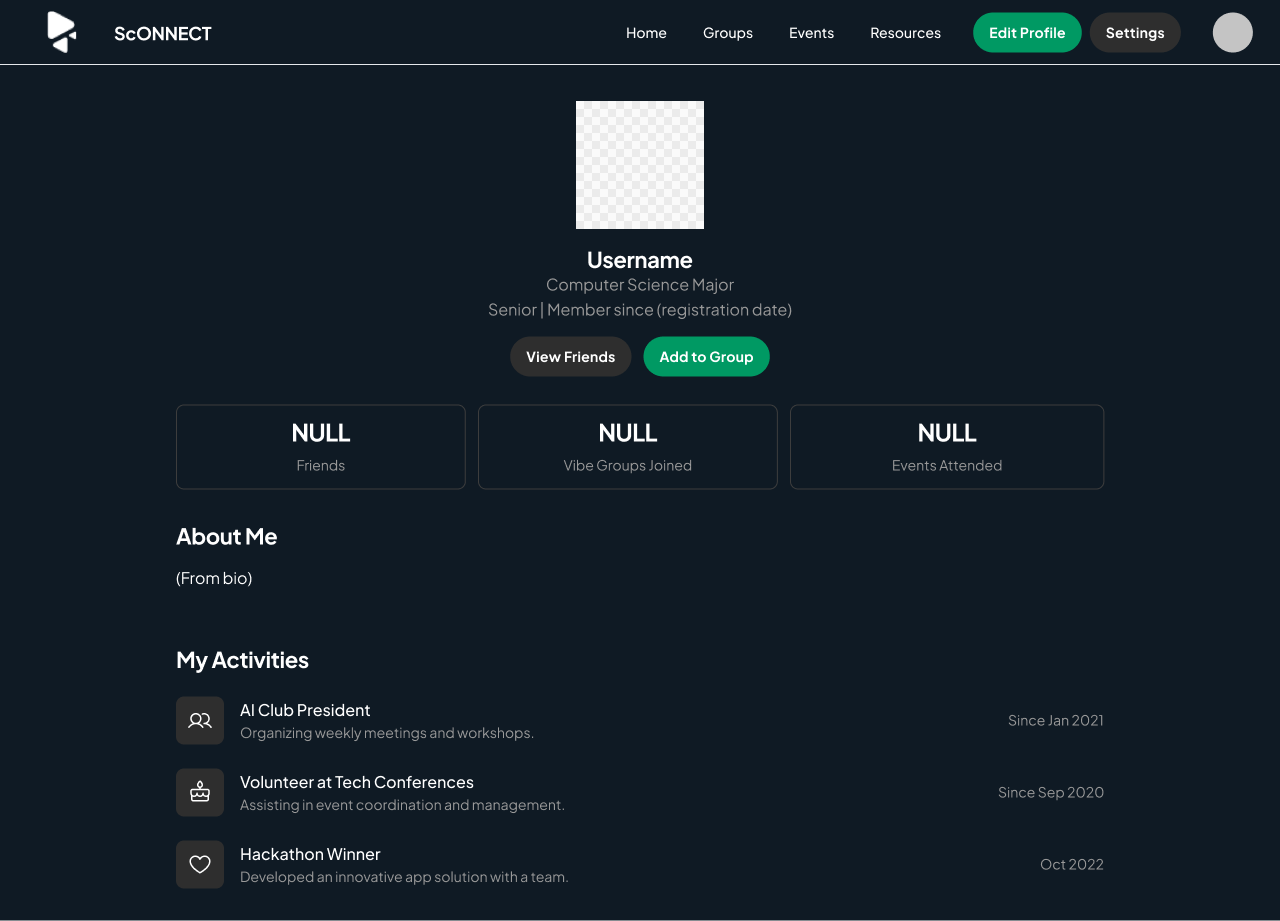 ScONNECT
Home Groups Events Resources Edit Profile Settings
Username
Computer Science Major
Senior | Member since (registration date)
View Friends Add to Group
NULL NULL NULL
Friends Vibe Groups Joined Events Attended
About Me
(From bio)
My Activities
AI Club President
Organizing weekly meetings and workshops.
Since Jan 2021
Volunteer at Tech Conferences
Assisting in event coordination and management.
Since Sep 2020
Hackathon Winner
Developed an innovative app solution with a team.
Oct 2022